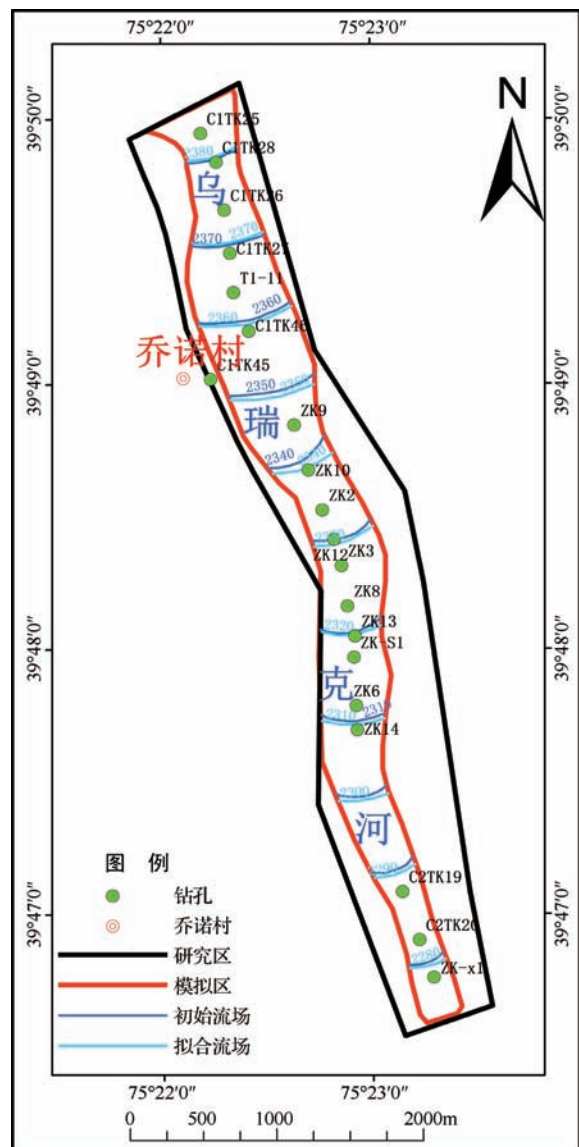 75°22′0″ 75°23′0″
39°50′0″ 39°50′0″
N
C1TK25
2380 C1TK28
乌
C1TK26
2370 2370
C1TK27
T1-11
2360 2360
C1TK46
乔诺村
39°49′0″ 39°49′0″
C1TK45
2350
瑞
ZK9
2340 2340
ZK10
ZK2
ZK12 ZK3
ZK8
2320 ZK13
39°48′0″ 39°48′0″
ZK-S1
克
ZK6
2310 2310
ZK14
2300
河
图 例
C2TK19
钻孔
乔诺村
39°47′0″ 39°47′0″
C2TK20
研究区
2280
ZK-x1
模拟区
初始流场
拟合流场
75°22′0″ 75°23′0″
0 500 1000 2000m